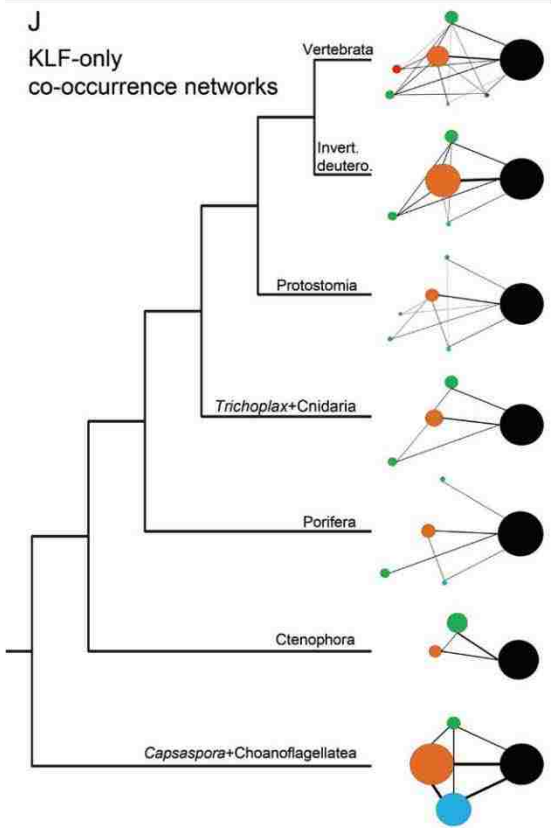 J
KLF-only
co-occurrence networks
Vertebrata
Invert.
deutero.
Protostomia
Trichoplax+Cnidaria
Porifera
Ctenophora
Capsaspora+Choanoflagellatea